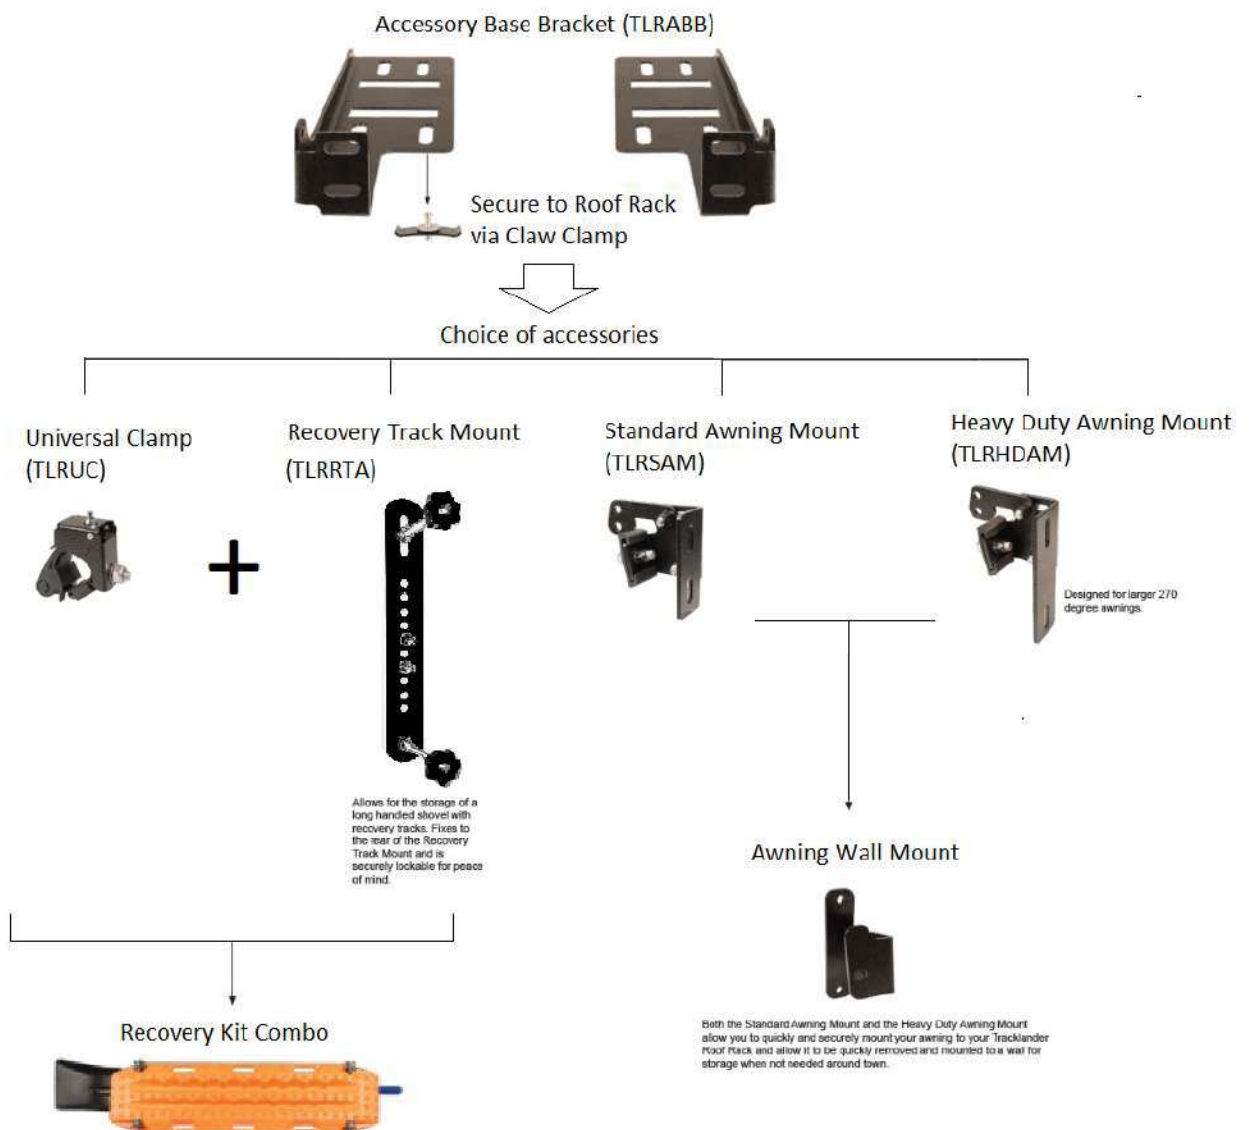 Accessory Base Bracket (TLRABB)
Secure to Roof Rack
via Claw Clamp
Choice of accessories
Universal Clamp
(TLRUC)
Recovery Track Mount
(TLRRTA)
Standard Awning Mount
(TLRSAM)
Heavy Duty Awning Mount
(TLRHDAM)
+
Designed for larger 270
degree awnings.
Allows for the storage of a
long handed shovel with
recovery tracks. Fixes to
the rear of the Recovery
Track Mount and is
securely lockable for peace
of mind.
Awning Wall Mount
Both the Standard Awning Mount and the Heavy Duty Awning Mount
allow you to quickly and securely mount your awning to your Tracklander
Roof Rack and allow it to be quickly removed and mounted to a wall for
storage when not needed around town.
Recovery Kit Combo